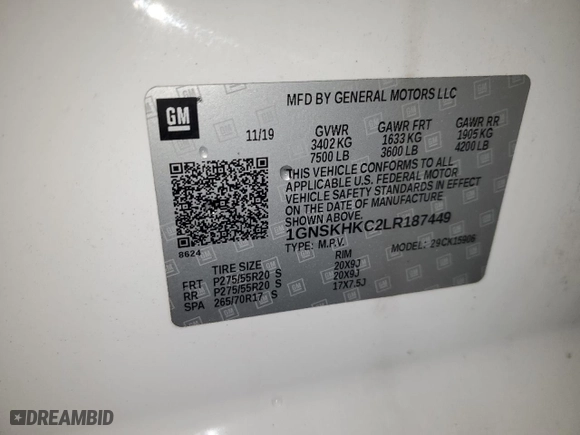 GM
MFD BY GENERAL MOTORS LLC
11/19 GVWR GAWR FRT GAWR RR
3402 KG 1633 KG 1905 KG
7500 LB 3600 LB 4200 LB
THIS VEHICLE CONFORMS TO ALL
APPLICABLE U.S. FEDERAL MOTOR
VEHICLE SAFETY STANDARDS IN EFFECT
ON THE DATE OF MANUFACTURE
SHOWN ABOVE.
1GNSKHKC2LR187449
8624
TYPE: M.P.V. MODEL: 29CK15906
TIRE SIZE RIM
FRT P275/55R20 S 20X9J
RR P275/55R20 S 20X9J
SPA 265/70R17 S 17X7.5J
DREAMBID